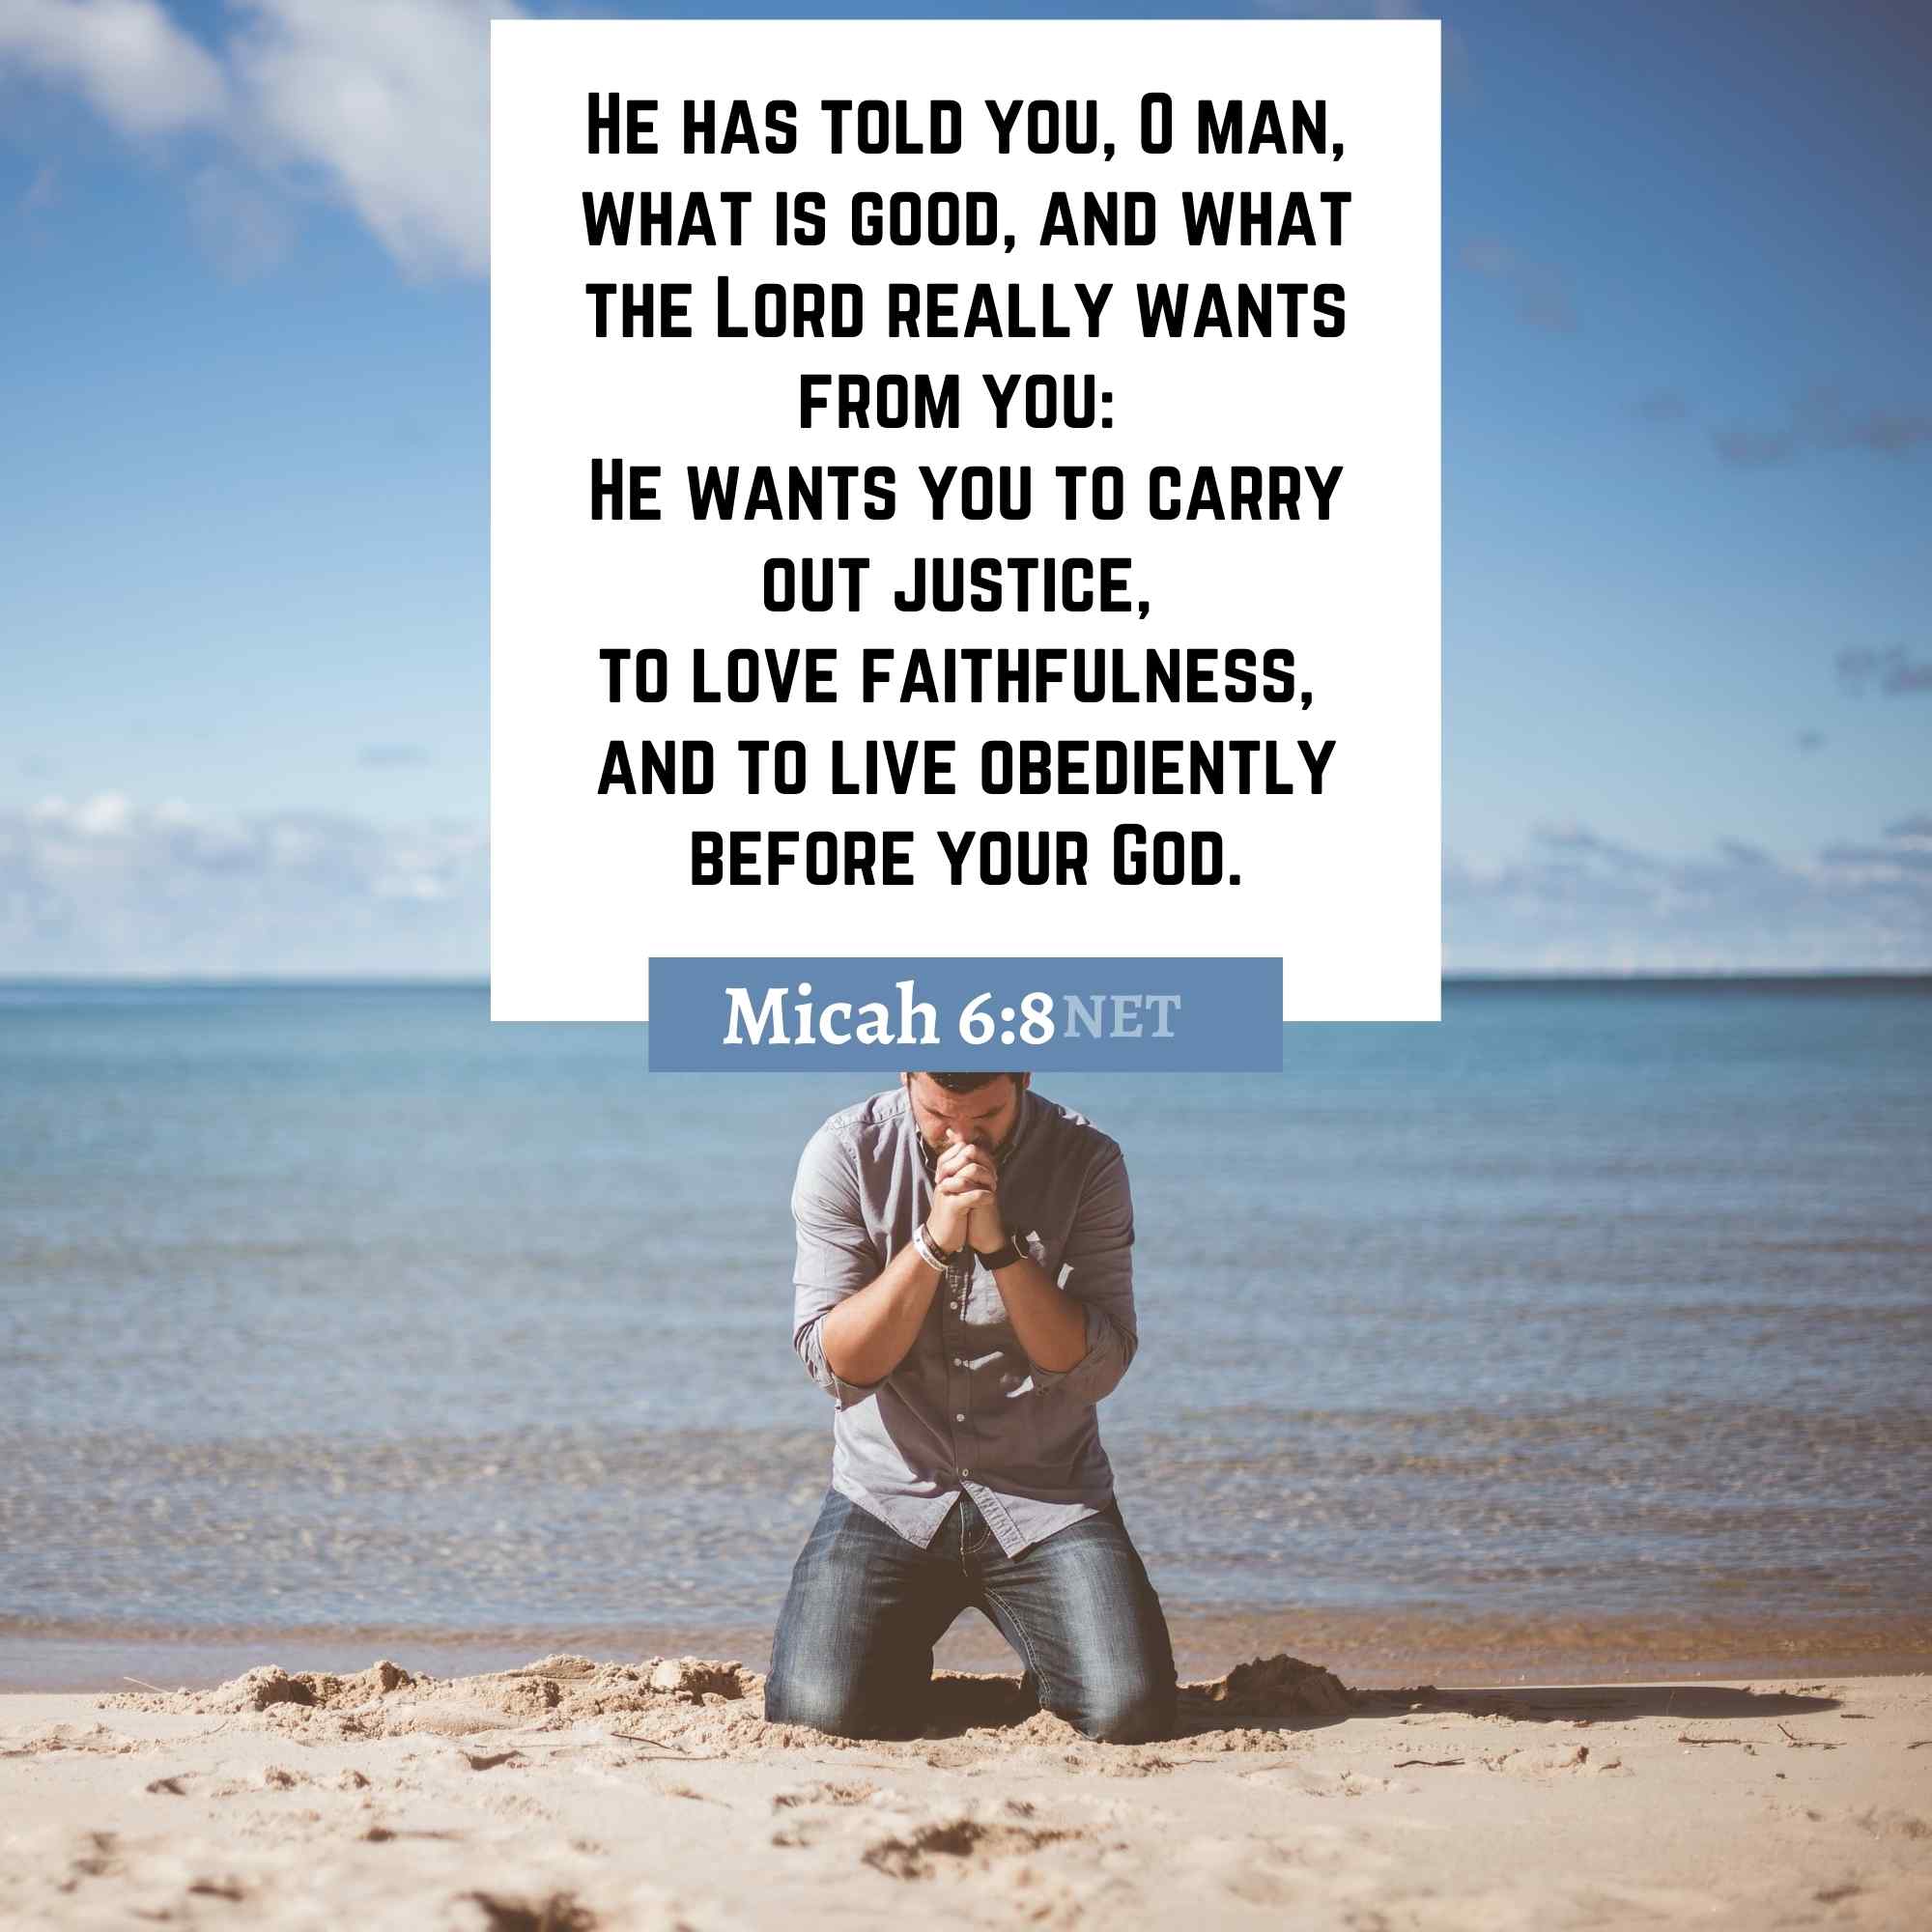 He has told you, O man,
what is good, and what
the Lord really wants
from you:
He wants you to carry
out justice,
to love faithfulness,
and to live obediently
before your God.
Micah 6:8 NET